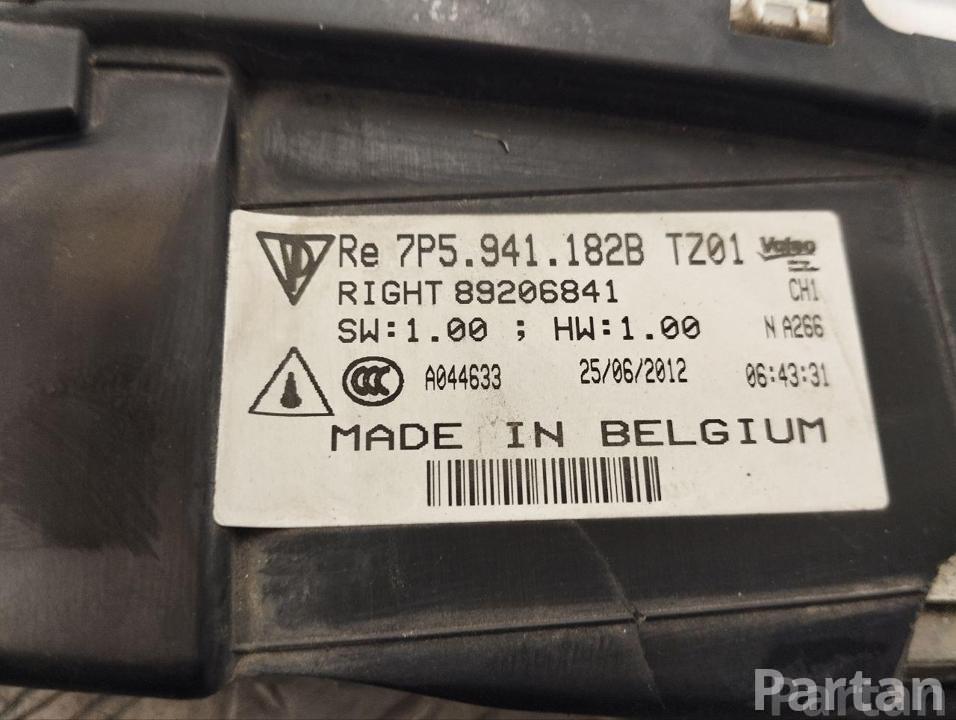 Re 7P5.941.182B TZ01 Valeo
RIGHT 89206841 CH1
SW:1.00 ; HW:1.00 N A266
CCC A044633 25/06/2012 06:43:31
MADE IN BELGIUM
Partan